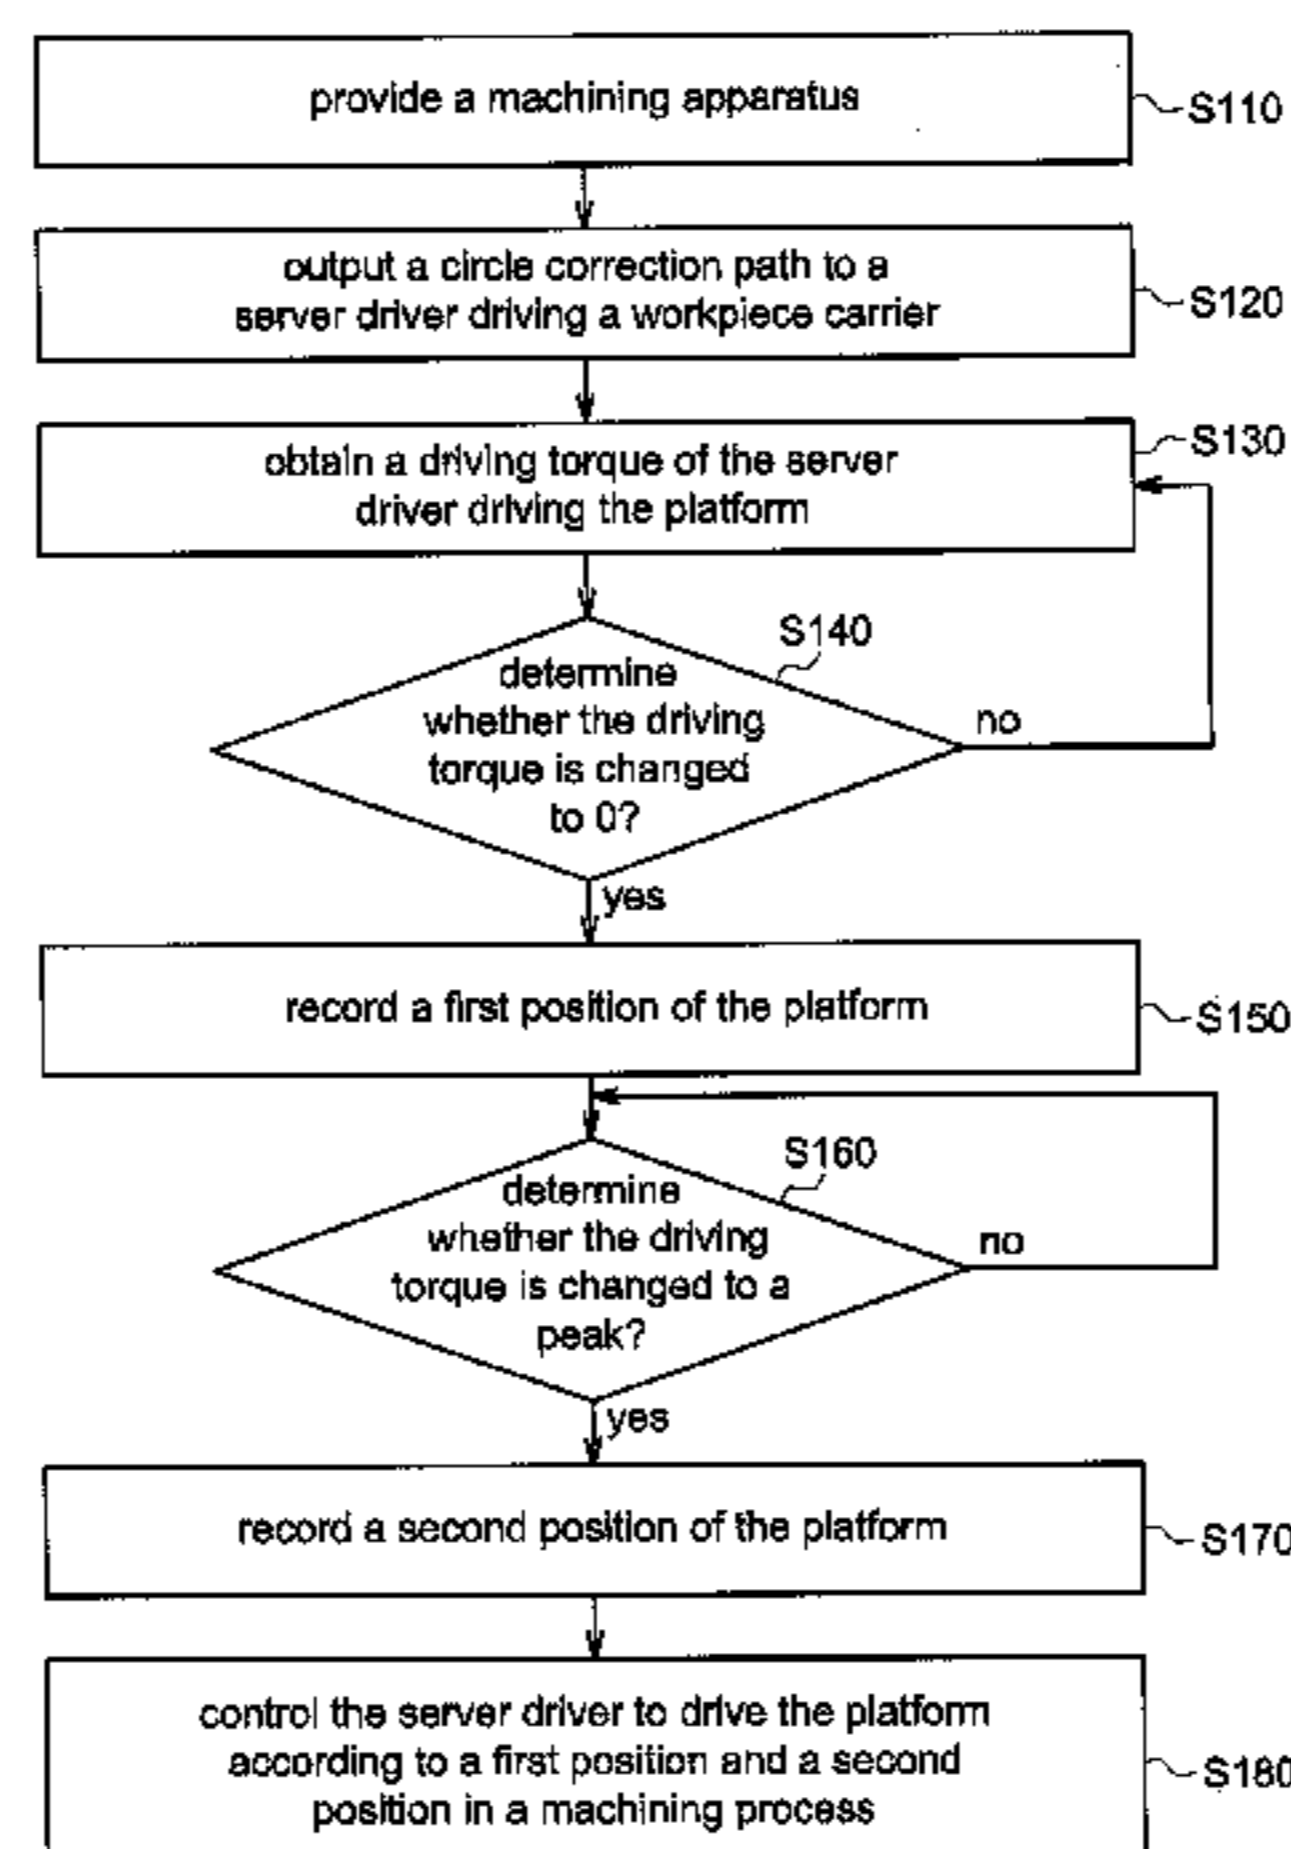 provide a machining apparatus
S110
output a circle correction path to a
server driver driving a workpiece carrier
S120
obtain a driving torque of the server
driver driving the platform
S130
S140
determine
whether the driving
torque is changed
to 0?
no
yes
record a first position of the platform
S150
S160
determine
whether the driving
torque is changed to a
peak?
no
yes
record a second position of the platform
S170
control the server driver to drive the platform
according to a first position and a second
position in a machining process
S180